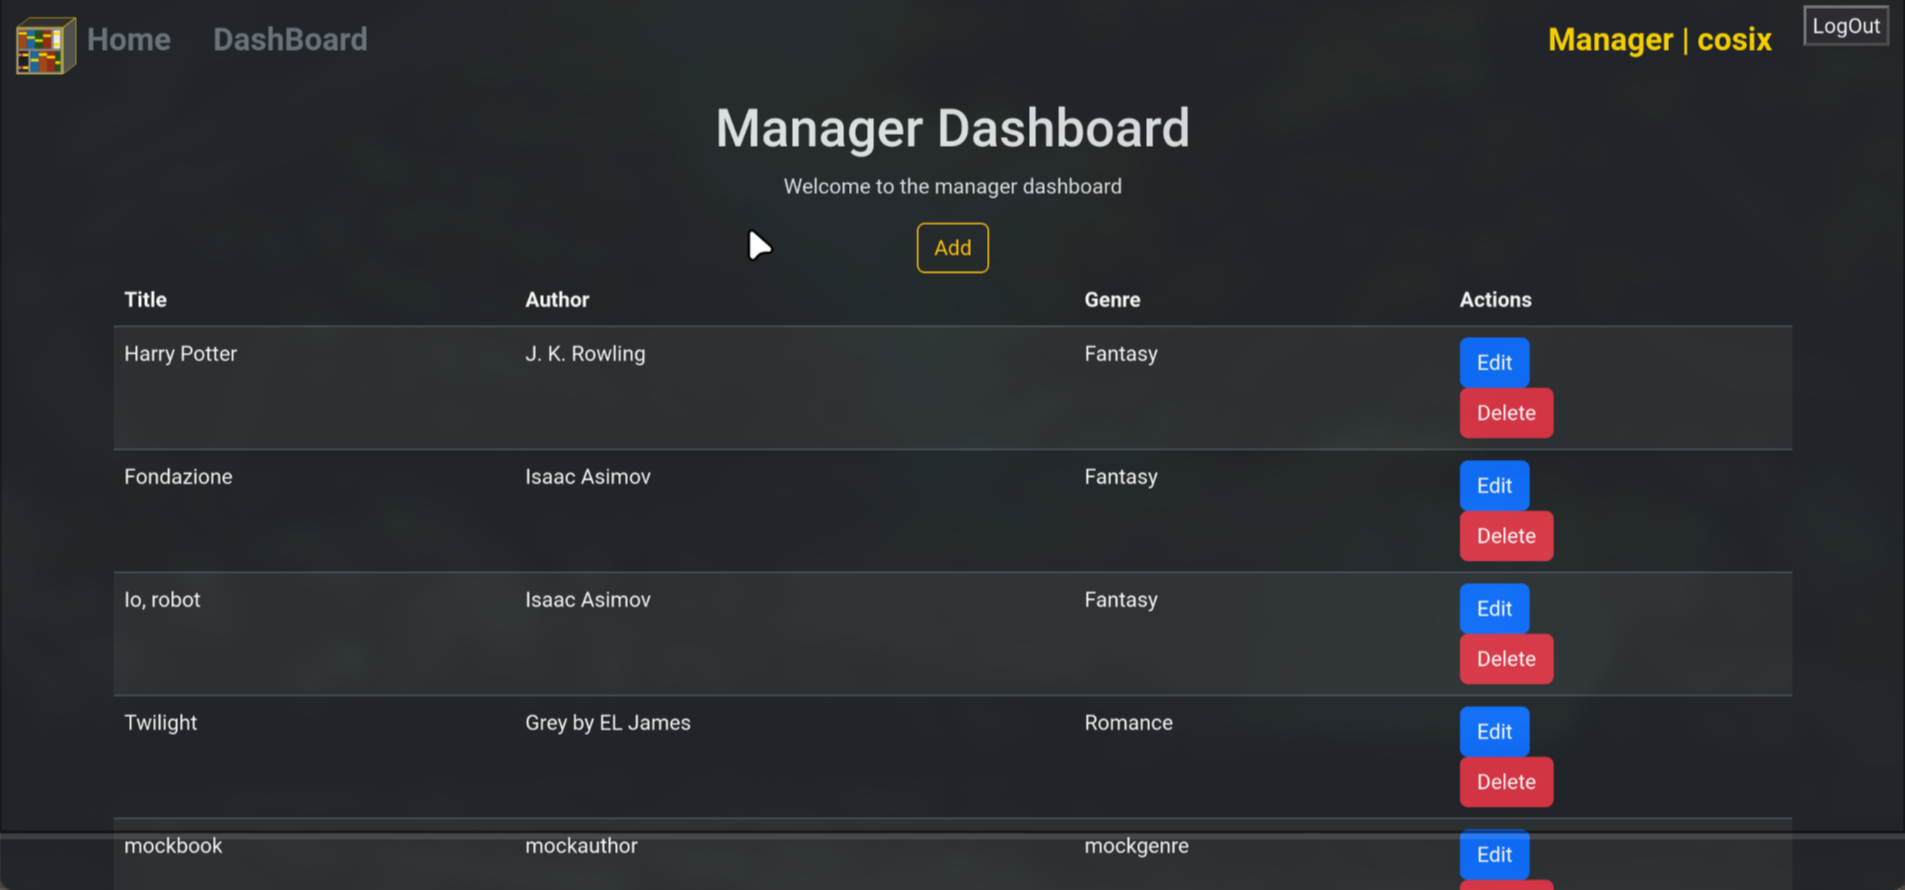 Home DashBoard Manager | cosix LogOut
Manager Dashboard
Welcome to the manager dashboard
Add
Title Author Genre Actions
Harry Potter J. K. Rowling Fantasy Edit
Delete
Fondazione Isaac Asimov Fantasy Edit
Delete
Io, robot Isaac Asimov Fantasy Edit
Delete
Twilight Grey by EL James Romance Edit
Delete
mockbook mockauthor mockgenre Edit